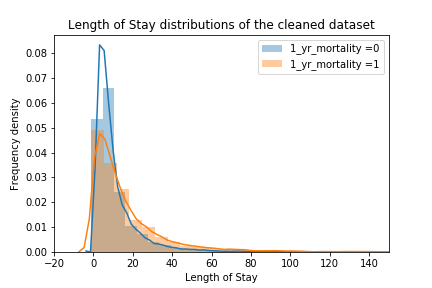 Length of Stay distributions of the cleaned dataset
1_yr_mortality =0
1_yr_mortality =1
Frequency density
0.08
0.07
0.06
0.05
0.04
0.03
0.02
0.01
0.00
−20 0 20 40 60 80 100 120 140
Length of Stay